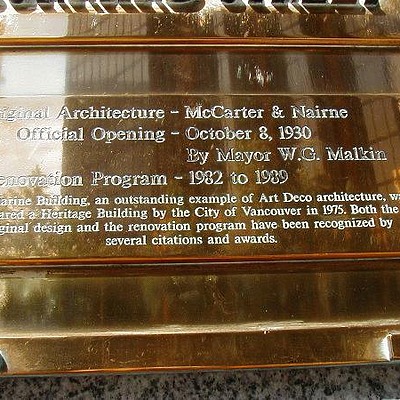 iginal Architecture - McCarter & Nairne
Official Opening - October 8, 1930
By Mayor W.G. Malkin
enovation Program - 1982 to 1989
arine Building, an outstanding example of Art Deco architecture, wa
ared a Heritage Building by the City of Vancouver in 1975. Both the
ginal design and the renovation program have been recognized by
several citations and awards.